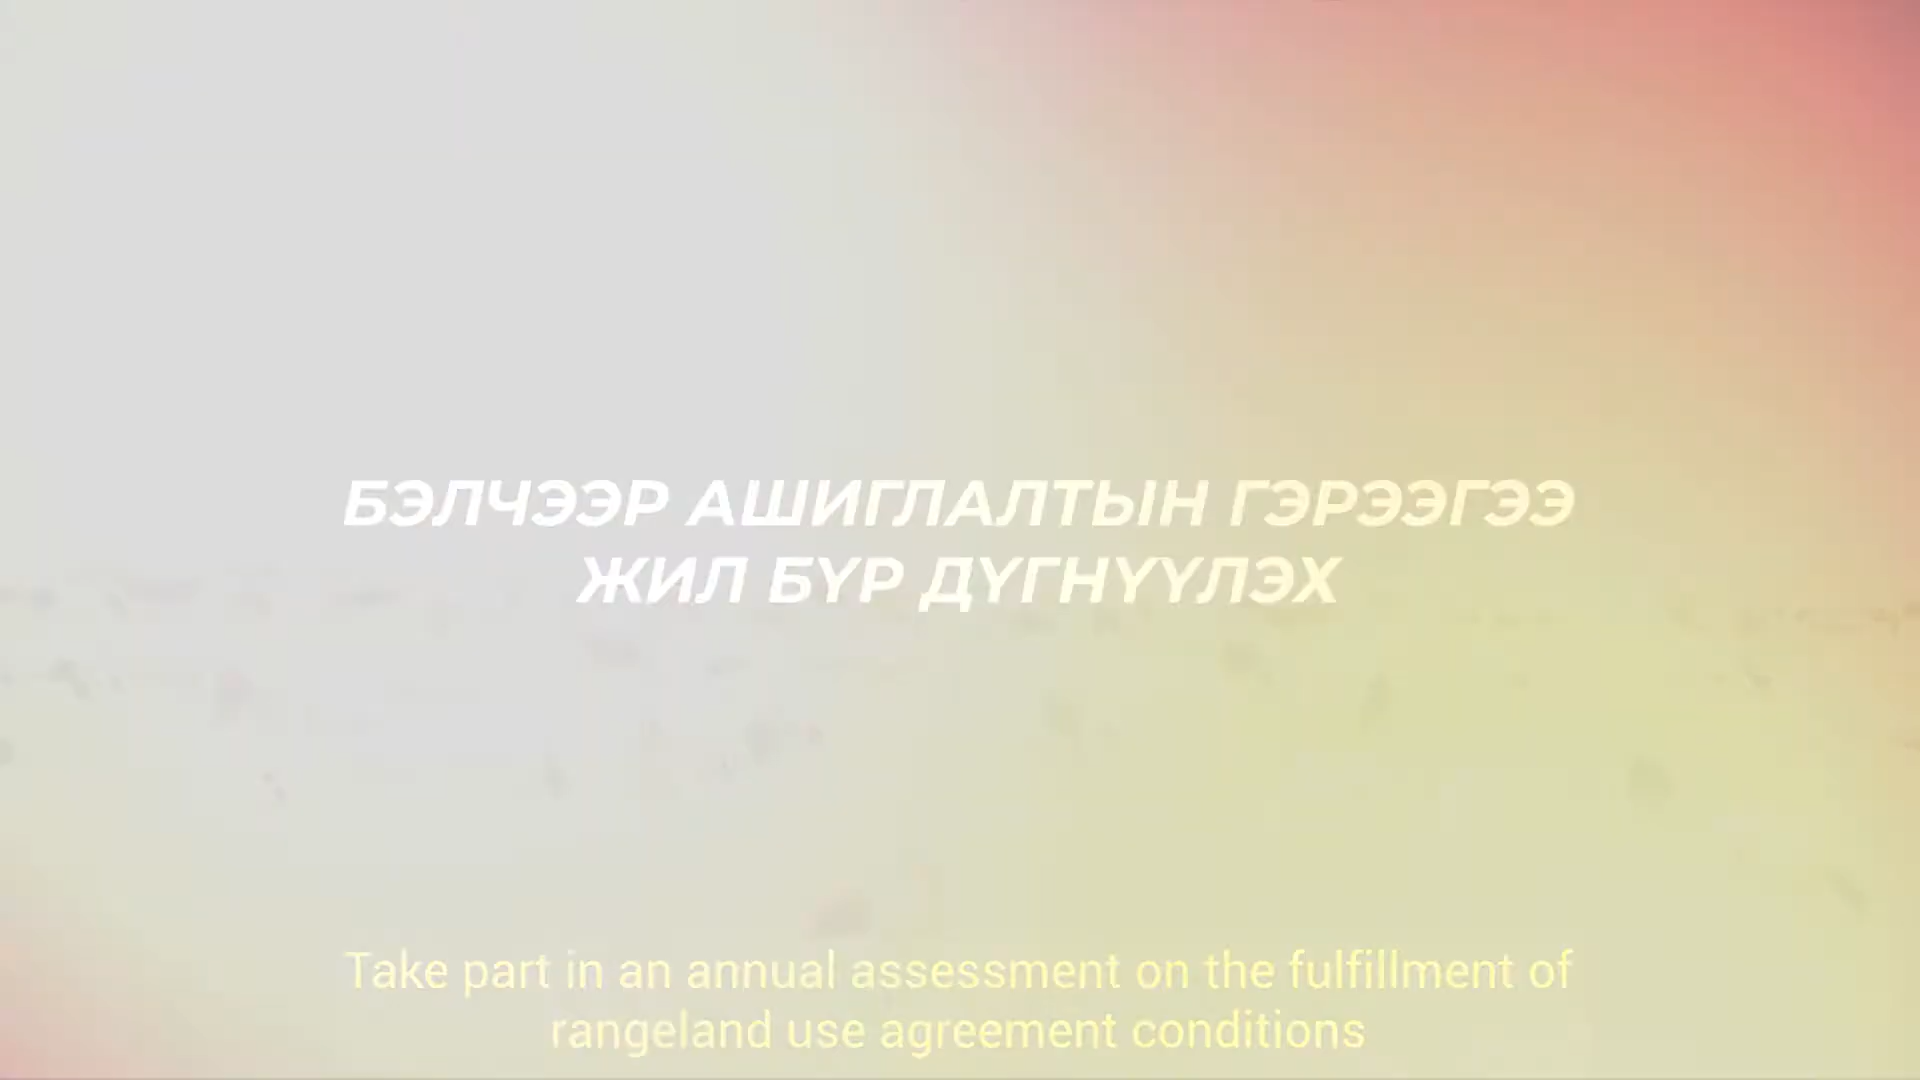 БЭЛЧЭЭР АШИГЛАЛТЫН ГЭРЭЭГЭЭ
ЖИЛ БҮР ДҮГНҮҮЛЭХ
Take part in an annual assessment on the fulfillment of
rangeland use agreement conditions